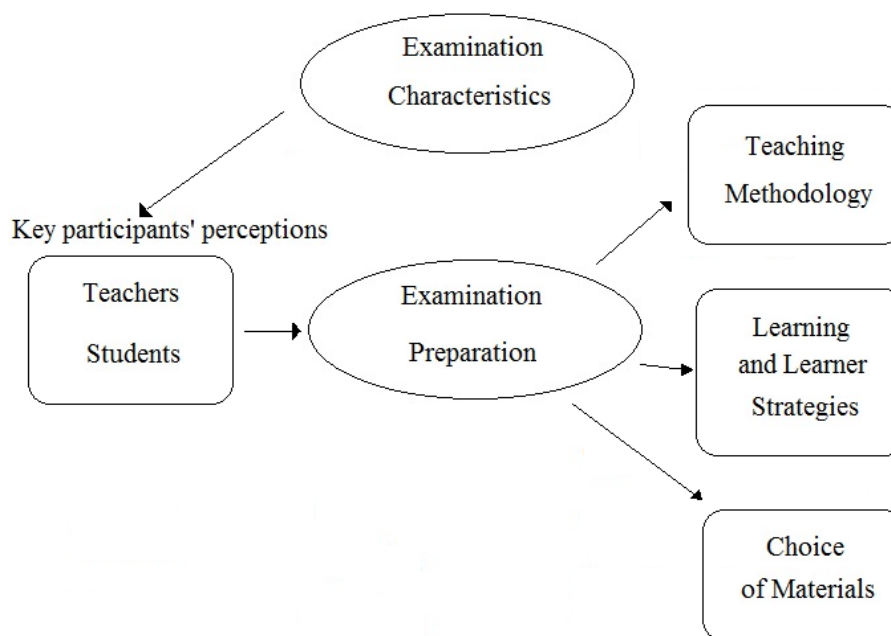 Examination
Characteristics
Teaching
Methodology
Key participants' perceptions
Teachers
Students
Examination
Preparation
Learning
and Learner
Strategies
Choice
of Materials